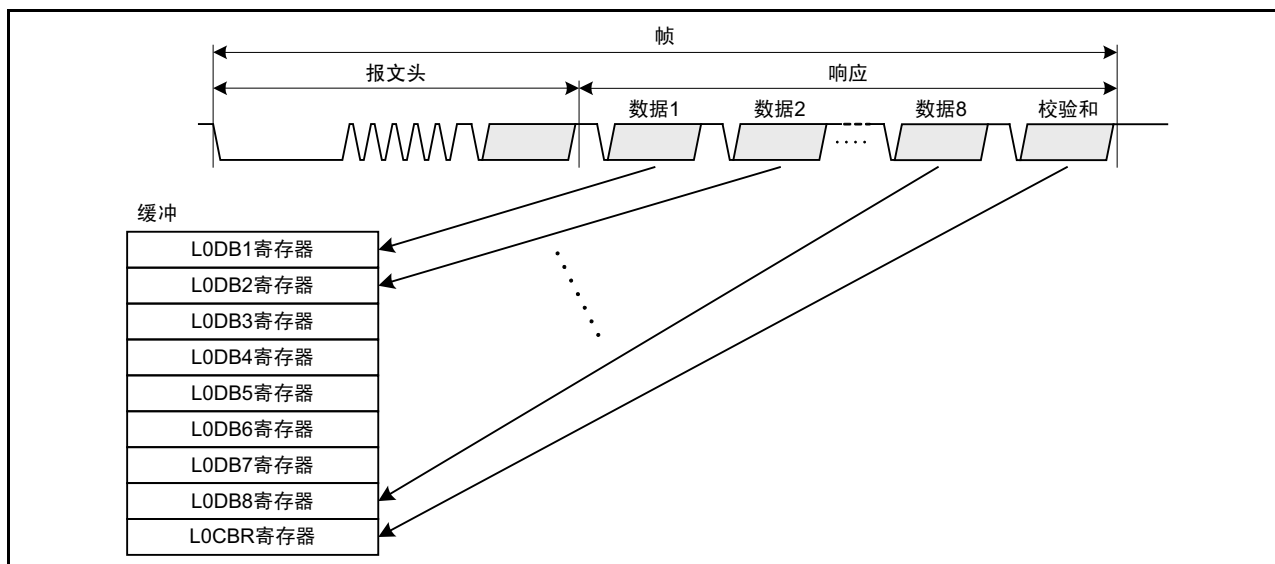 帧
报文头
响应
数据1
数据2
数据8
校验和
缓冲
L0DB1寄存器
L0DB2寄存器
L0DB3寄存器
L0DB4寄存器
L0DB5寄存器
L0DB6寄存器
L0DB7寄存器
L0DB8寄存器
L0CBR寄存器